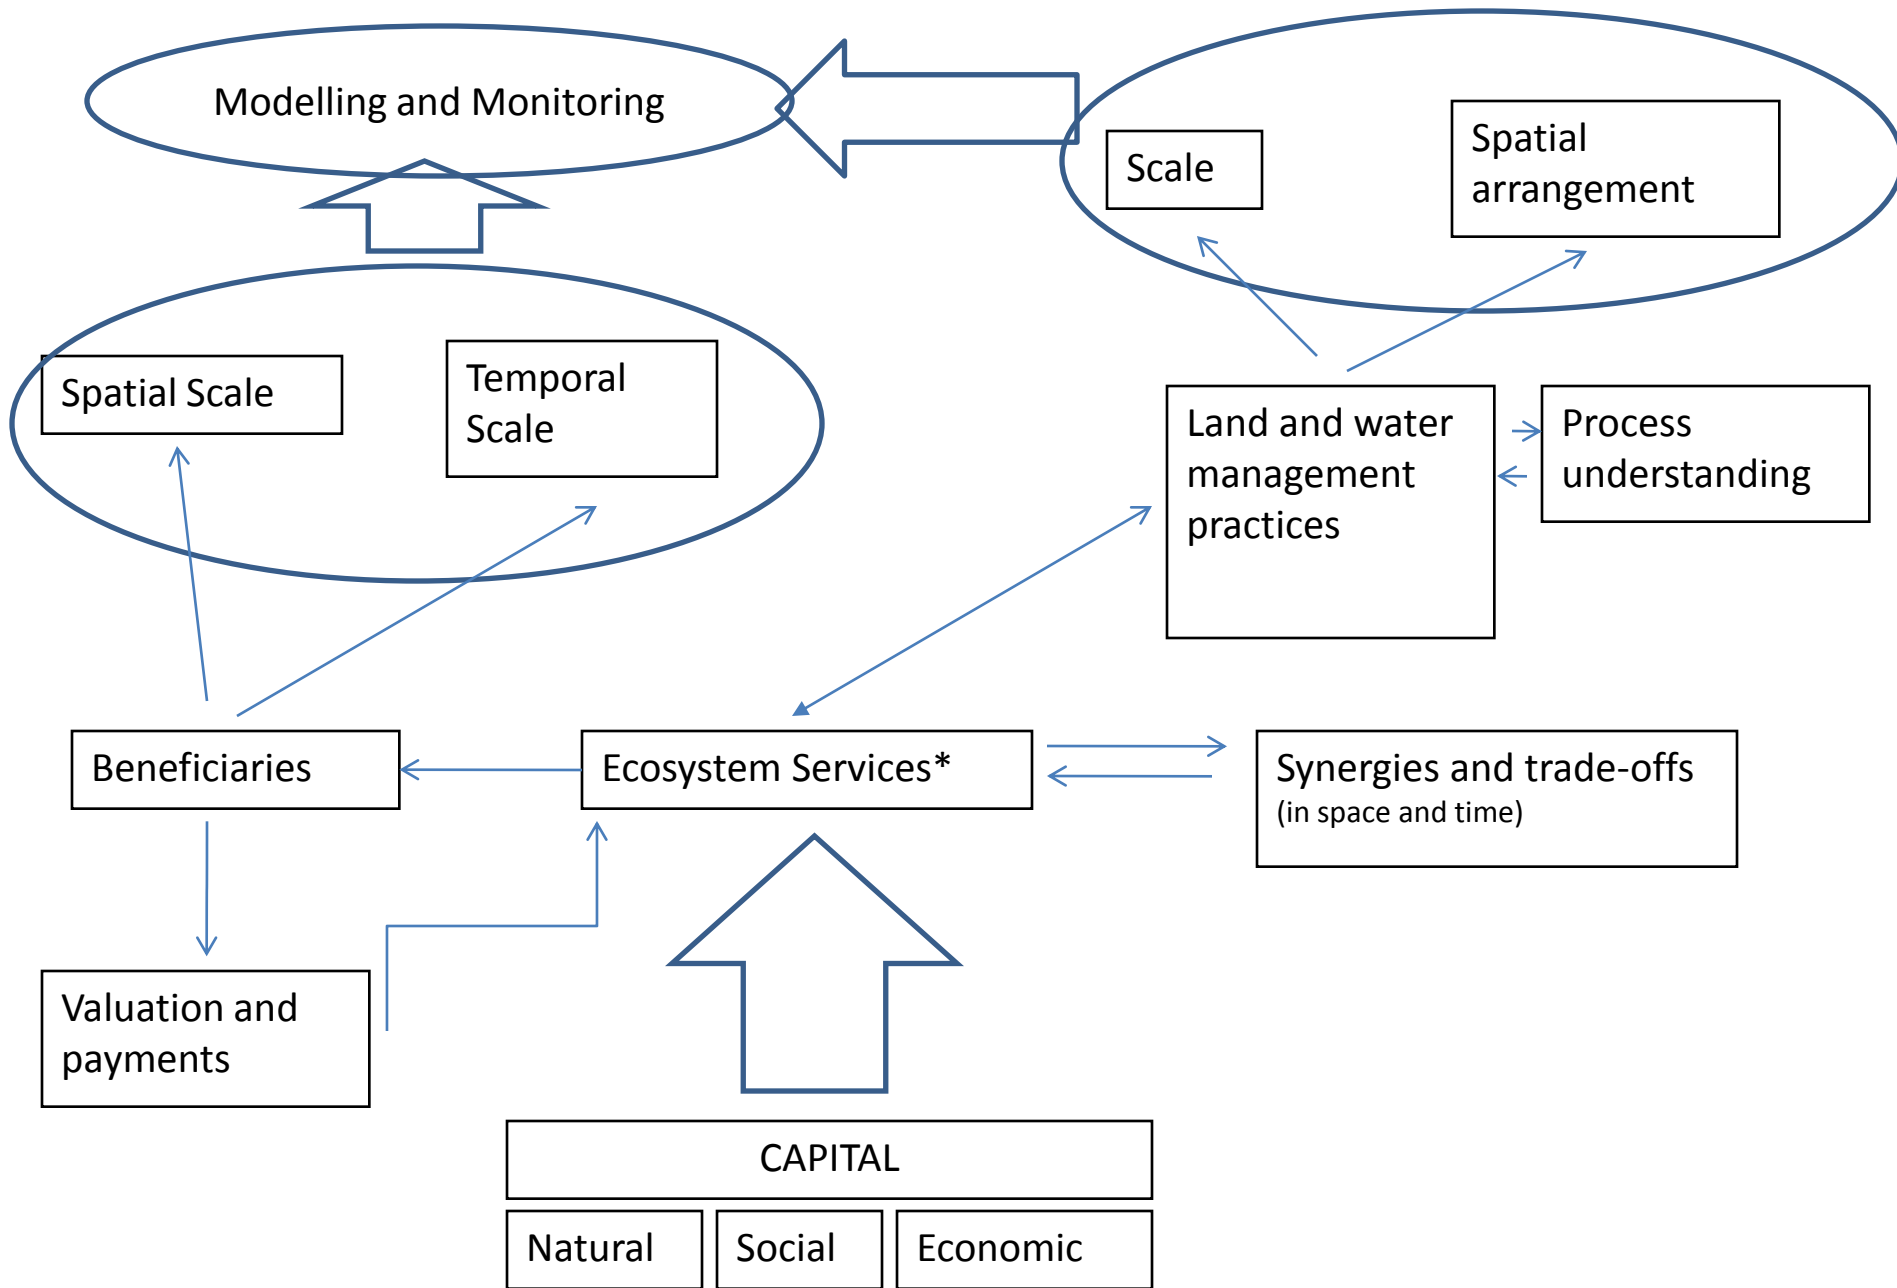 Modelling and Monitoring
Scale
Spatial
arrangement
Spatial Scale
Temporal
Scale
Land and water
management
practices
Process
understanding
Beneficiaries
Ecosystem Services*
Synergies and trade-offs
(in space and time)
Valuation and
payments
CAPITAL
Natural
Social
Economic